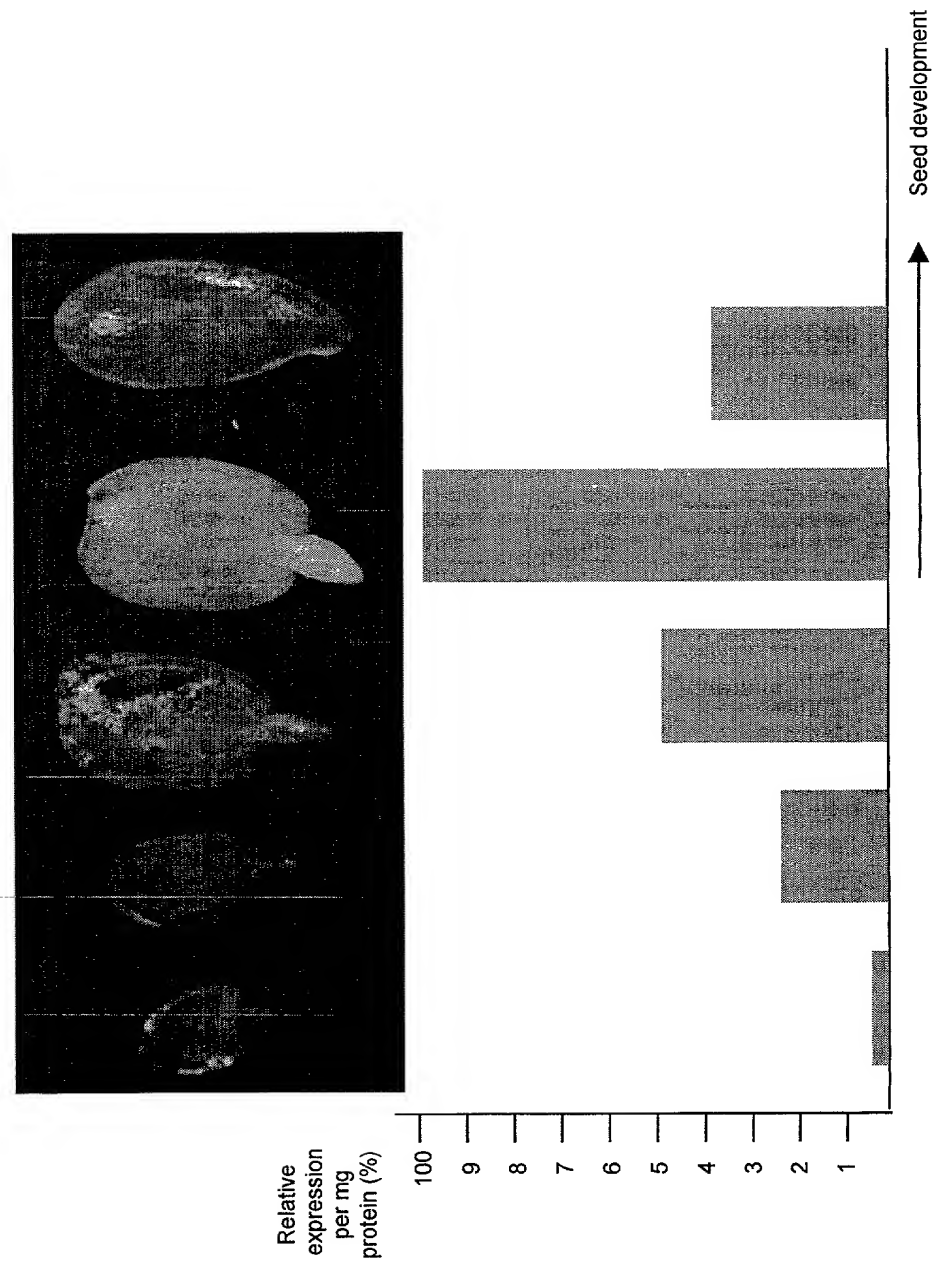 Relative
expression
per mg
protein (%)
100
9
8
7
6
5
4
3
2
1
Seed development